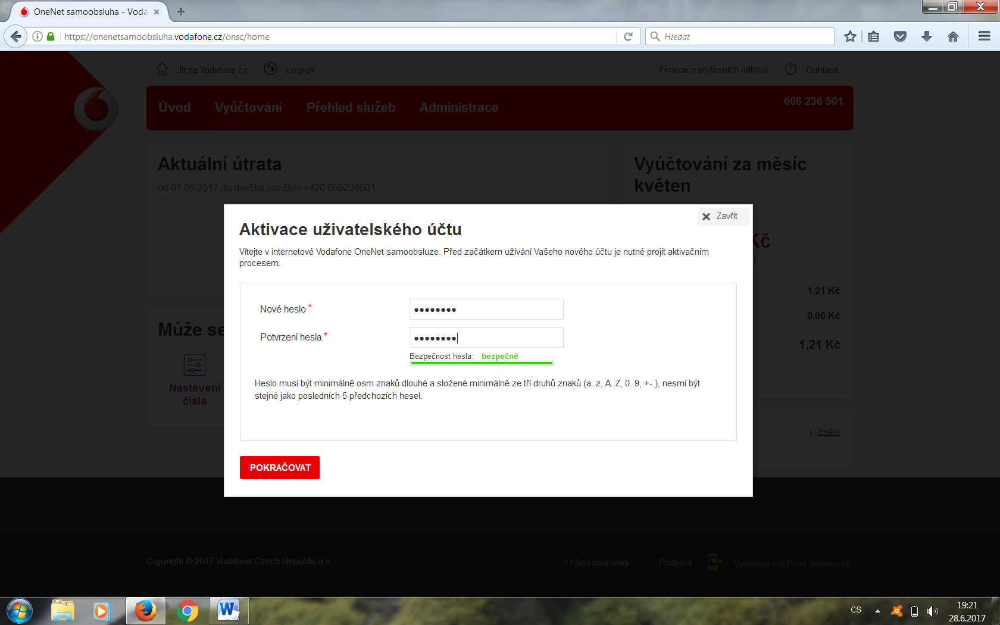 OneNet samoobsluha - Voda
https://onenetsamoobsluha.vodafone.cz/onsc/home
Hledat
Jít na Vodafone.cz
English
Federace profesních odborů
Odhlásit
Úvod
Vyúčtování
Přehled služeb
Administrace
608 236 501
Aktuální útrata
od 01.06.2017 do dneška pro číslo +420 608236501
Vyúčtování za měsíc
květen
Kč
1,21 Kč
0,00 Kč
1,21 Kč
Může se
Nastavení
čísla
Změnit
Zavřít
Aktivace uživatelského účtu
Vítejte v internetové Vodafone OneNet samoobsluze. Před začátkem užívání Vašeho nového účtu je nutné projít aktivačním
procesem.
Nové heslo *
Potvrzení hesla *
Bezpečnost hesla: bezpečné
Heslo musí být minimálně osm znaků dlouhé a složené minimálně ze tří druhů znaků (a..z, A..Z, 0..9, +-.), nesmí být
stejné jako posledních 5 předchozích hesel.
POKRAČOVAT
Copyright © 2017 Vodafone Czech Republic a.s.
Právní podmínky
Podpora
Vodafone má První zelenou síť
CS
19:21
28.6.2017